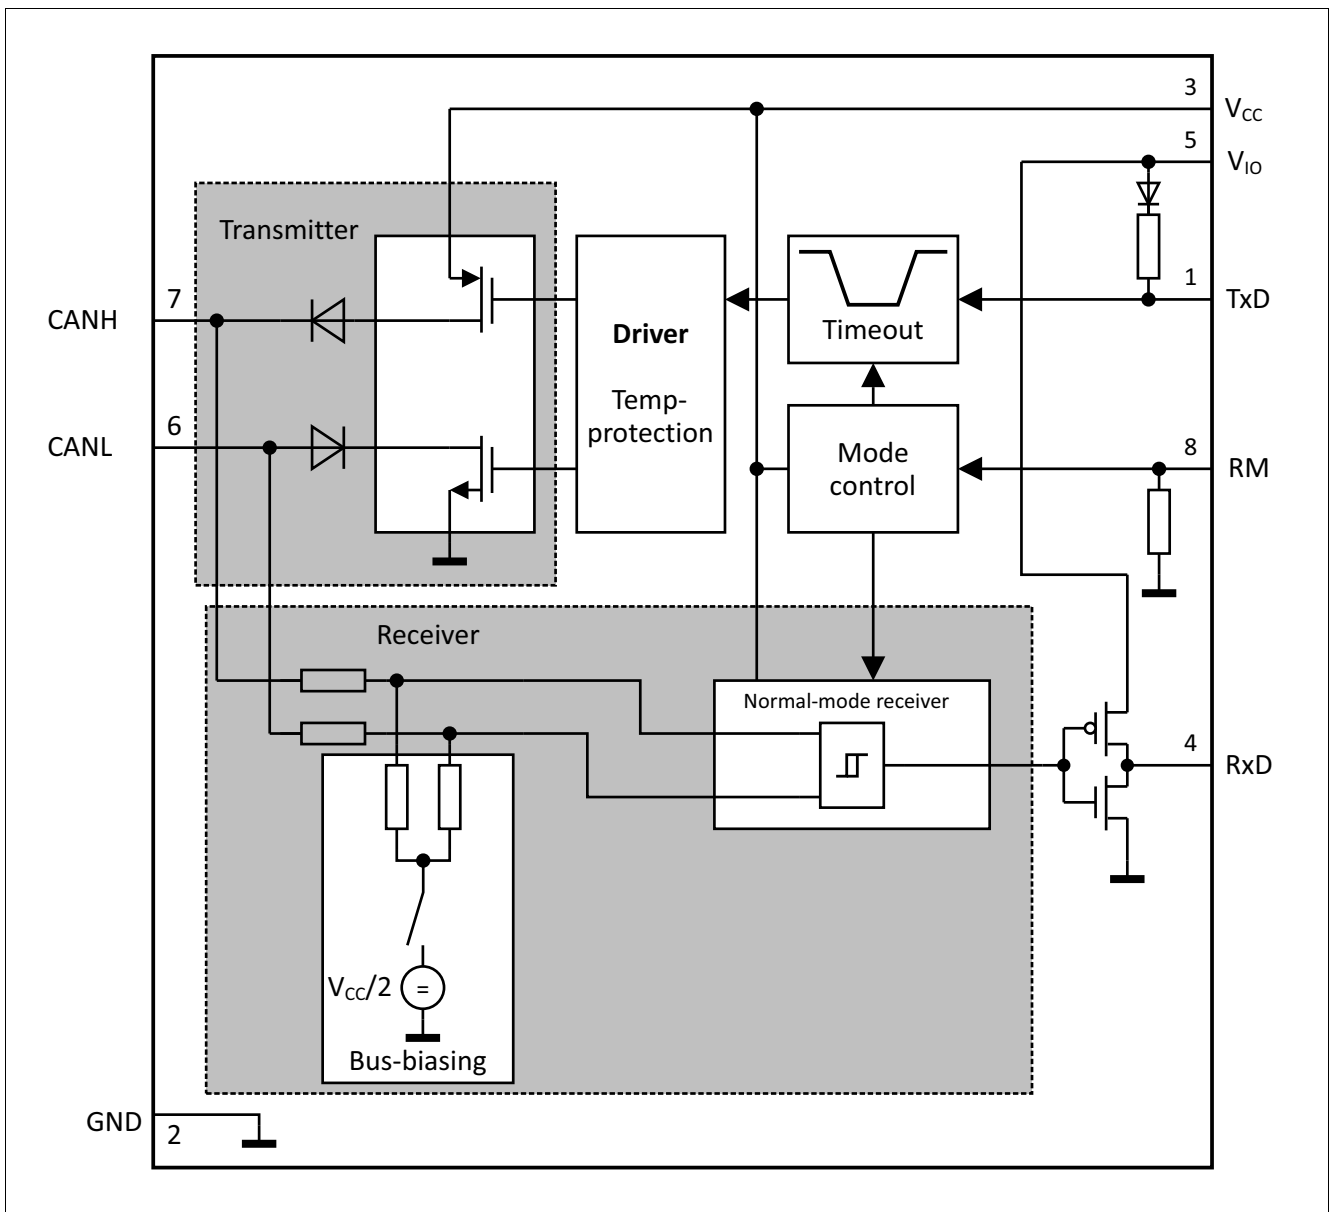 3
VCC
5
VIO
Transmitter
7
CANH
1
TxD
Timeout
Driver
Temp-
protection
6
CANL
Mode
control
8
RM
Receiver
Normal-mode receiver
4
RxD
VCC/2
=
Bus-biasing
GND
2